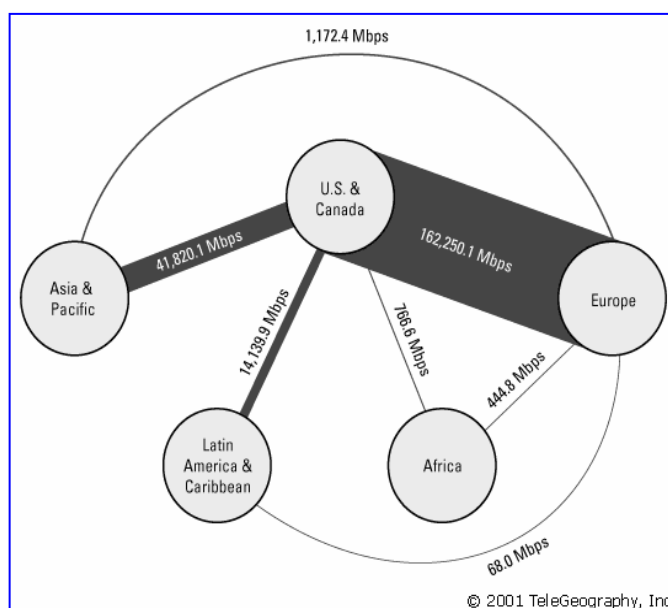 1,172.4 Mbps
U.S. &
Canada
162,250.1 Mbps
41,820.1 Mbps
Asia &
Pacific
Europe
14,139.9 Mbps
766.6 Mbps
444.8 Mbps
Latin
America &
Caribbean
Africa
68.0 Mbps
© 2001 TeleGeography, Inc